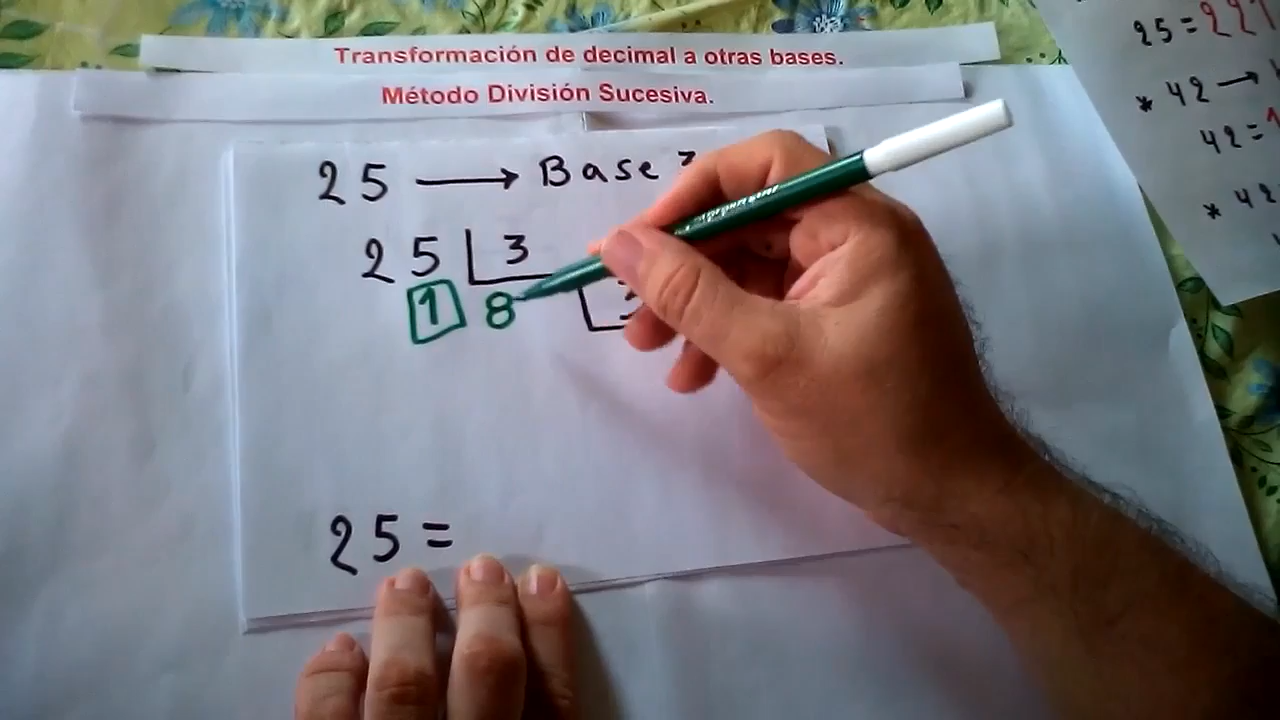 Transformación de decimal a otras bases.
Método División Sucesiva.
25 → Base
25 3
1 8
25 =
25 = 221
* 42 →
42 =
* 42